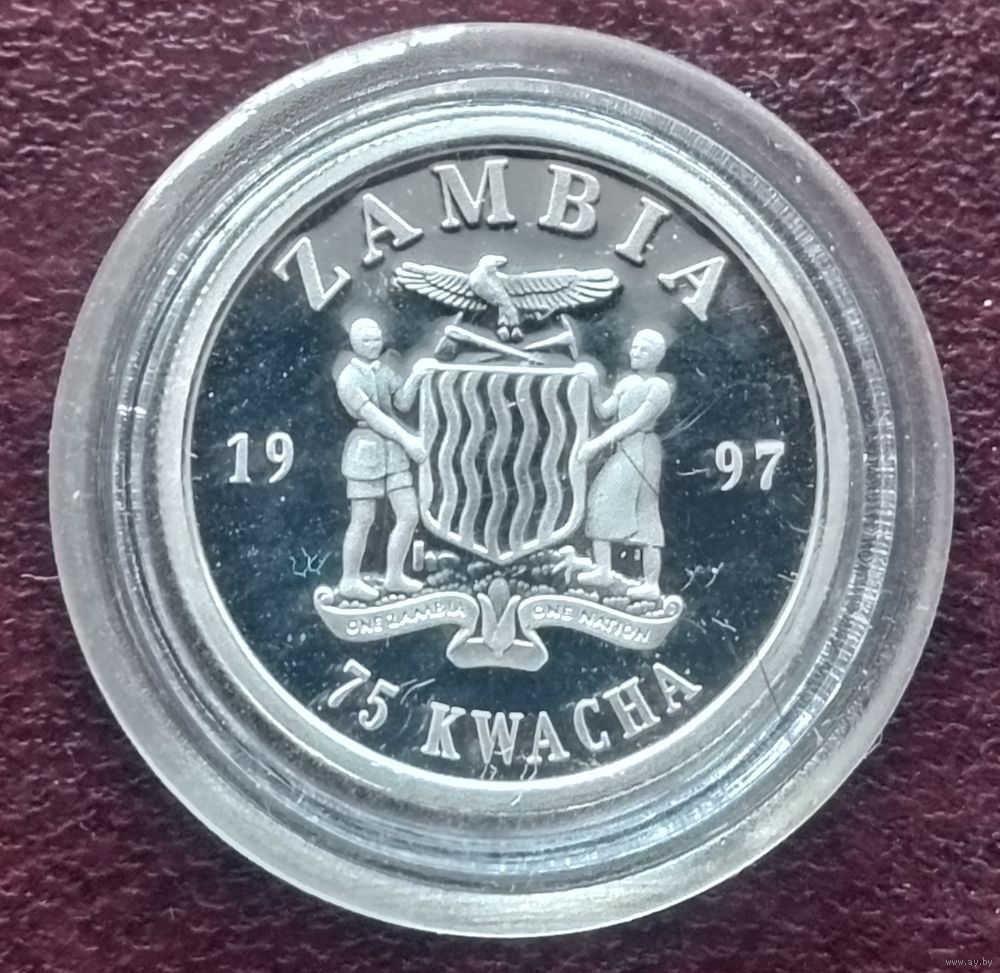 ZAMBIA
19 97
ONE ZAMBIA ONE NATION
75 KWACHA
www.ay.by